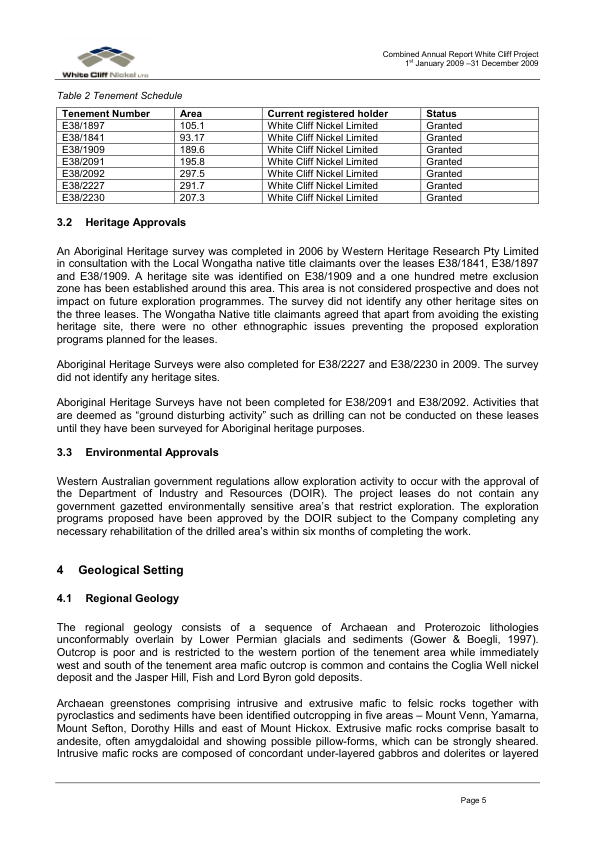 White Cliff Nickel LTD
Combined Annual Report White Cliff Project
1st January 2009 –31 December 2009
Table 2 Tenement Schedule
Tenement Number Area Current registered holder Status
E38/1897 105.1 White Cliff Nickel Limited Granted
E38/1841 93.17 White Cliff Nickel Limited Granted
E38/1909 189.6 White Cliff Nickel Limited Granted
E38/2091 195.8 White Cliff Nickel Limited Granted
E38/2092 297.5 White Cliff Nickel Limited Granted
E38/2227 291.7 White Cliff Nickel Limited Granted
E38/2230 207.3 White Cliff Nickel Limited Granted
3.2 Heritage Approvals
An Aboriginal Heritage survey was completed in 2006 by Western Heritage Research Pty Limited
in consultation with the Local Wongatha native title claimants over the leases E38/1841, E38/1897
and E38/1909. A heritage site was identified on E38/1909 and a one hundred metre exclusion
zone has been established around this area. This area is not considered prospective and does not
impact on future exploration programmes. The survey did not identify any other heritage sites on
the three leases. The Wongatha Native title claimants agreed that apart from avoiding the existing
heritage site, there were no other ethnographic issues preventing the proposed exploration
programs planned for the leases.
Aboriginal Heritage Surveys were also completed for E38/2227 and E38/2230 in 2009. The survey
did not identify any heritage sites.
Aboriginal Heritage Surveys have not been completed for E38/2091 and E38/2092. Activities that
are deemed as “ground disturbing activity” such as drilling can not be conducted on these leases
until they have been surveyed for Aboriginal heritage purposes.
3.3 Environmental Approvals
Western Australian government regulations allow exploration activity to occur with the approval of
the Department of Industry and Resources (DOIR). The project leases do not contain any
government gazetted environmentally sensitive area’s that restrict exploration. The exploration
programs proposed have been approved by the DOIR subject to the Company completing any
necessary rehabilitation of the drilled area’s within six months of completing the work.
4 Geological Setting
4.1 Regional Geology
The regional geology consists of a sequence of Archaean and Proterozoic lithologies
unconformably overlain by Lower Permian glacials and sediments (Gower & Boegli, 1997).
Outcrop is poor and is restricted to the western portion of the tenement area while immediately
west and south of the tenement area mafic outcrop is common and contains the Coglia Well nickel
deposit and the Jasper Hill, Fish and Lord Byron gold deposits.
Archaean greenstones comprising intrusive and extrusive mafic to felsic rocks together with
pyroclastics and sediments have been identified outcropping in five areas – Mount Venn, Yamarna,
Mount Sefton, Dorothy Hills and east of Mount Hickox. Extrusive mafic rocks comprise basalt to
andesite, often amygdaloidal and showing possible pillow-forms, which can be strongly sheared.
Intrusive mafic rocks are composed of concordant under-layered gabbros and dolerites or layered
Page 5